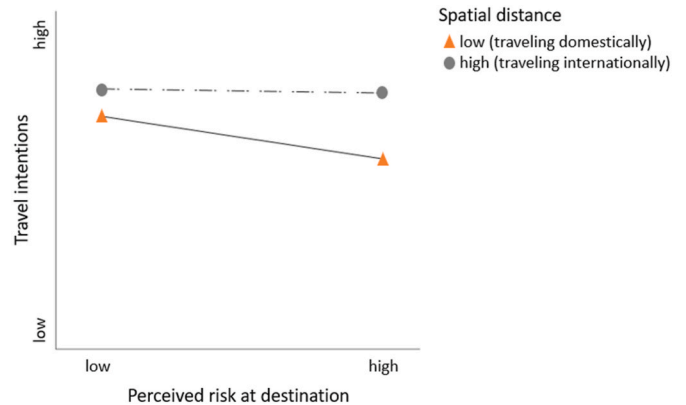 Spatial distance
low (traveling domestically)
high (traveling internationally)
high
Travel intentions
low
low
high
Perceived risk at destination